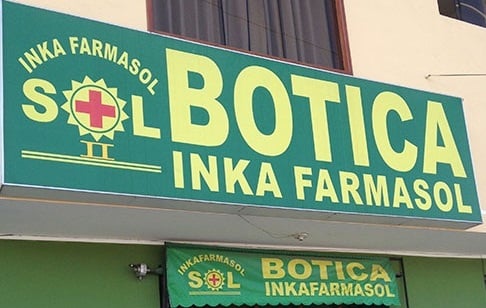 INKA FARMASOL
SOL
II
BOTICA
INKA FARMASOL
INKAFARMASOL
SOL
BOTICA
INKAFARMASOL